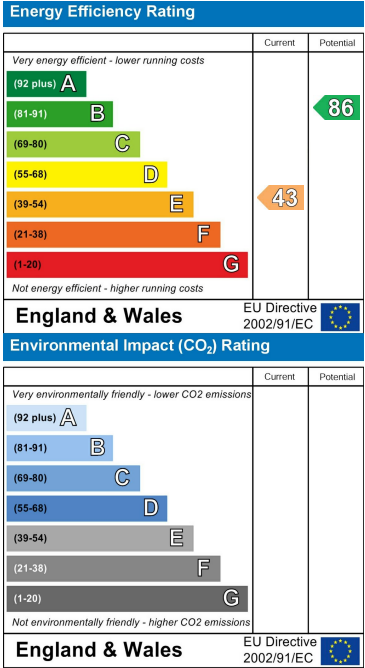 Energy Efficiency Rating
Current Potential
Very energy efficient - lower running costs
(92 plus) A
(81-91) B
86
(69-80) C
(55-68) D
(39-54) E
43
(21-38) F
(1-20) G
Not energy efficient - higher running costs
England & Wales
EU Directive
2002/91/EC
Environmental Impact (CO₂) Rating
Current Potential
Very environmentally friendly - lower CO2 emissions
(92 plus) A
(81-91) B
(69-80) C
(55-68) D
(39-54) E
(21-38) F
(1-20) G
Not environmentally friendly - higher CO2 emissions
England & Wales
EU Directive
2002/91/EC